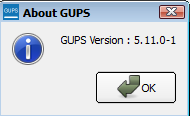 GUPS About GUPS
GUPS Version : 5.11.0-1
OK